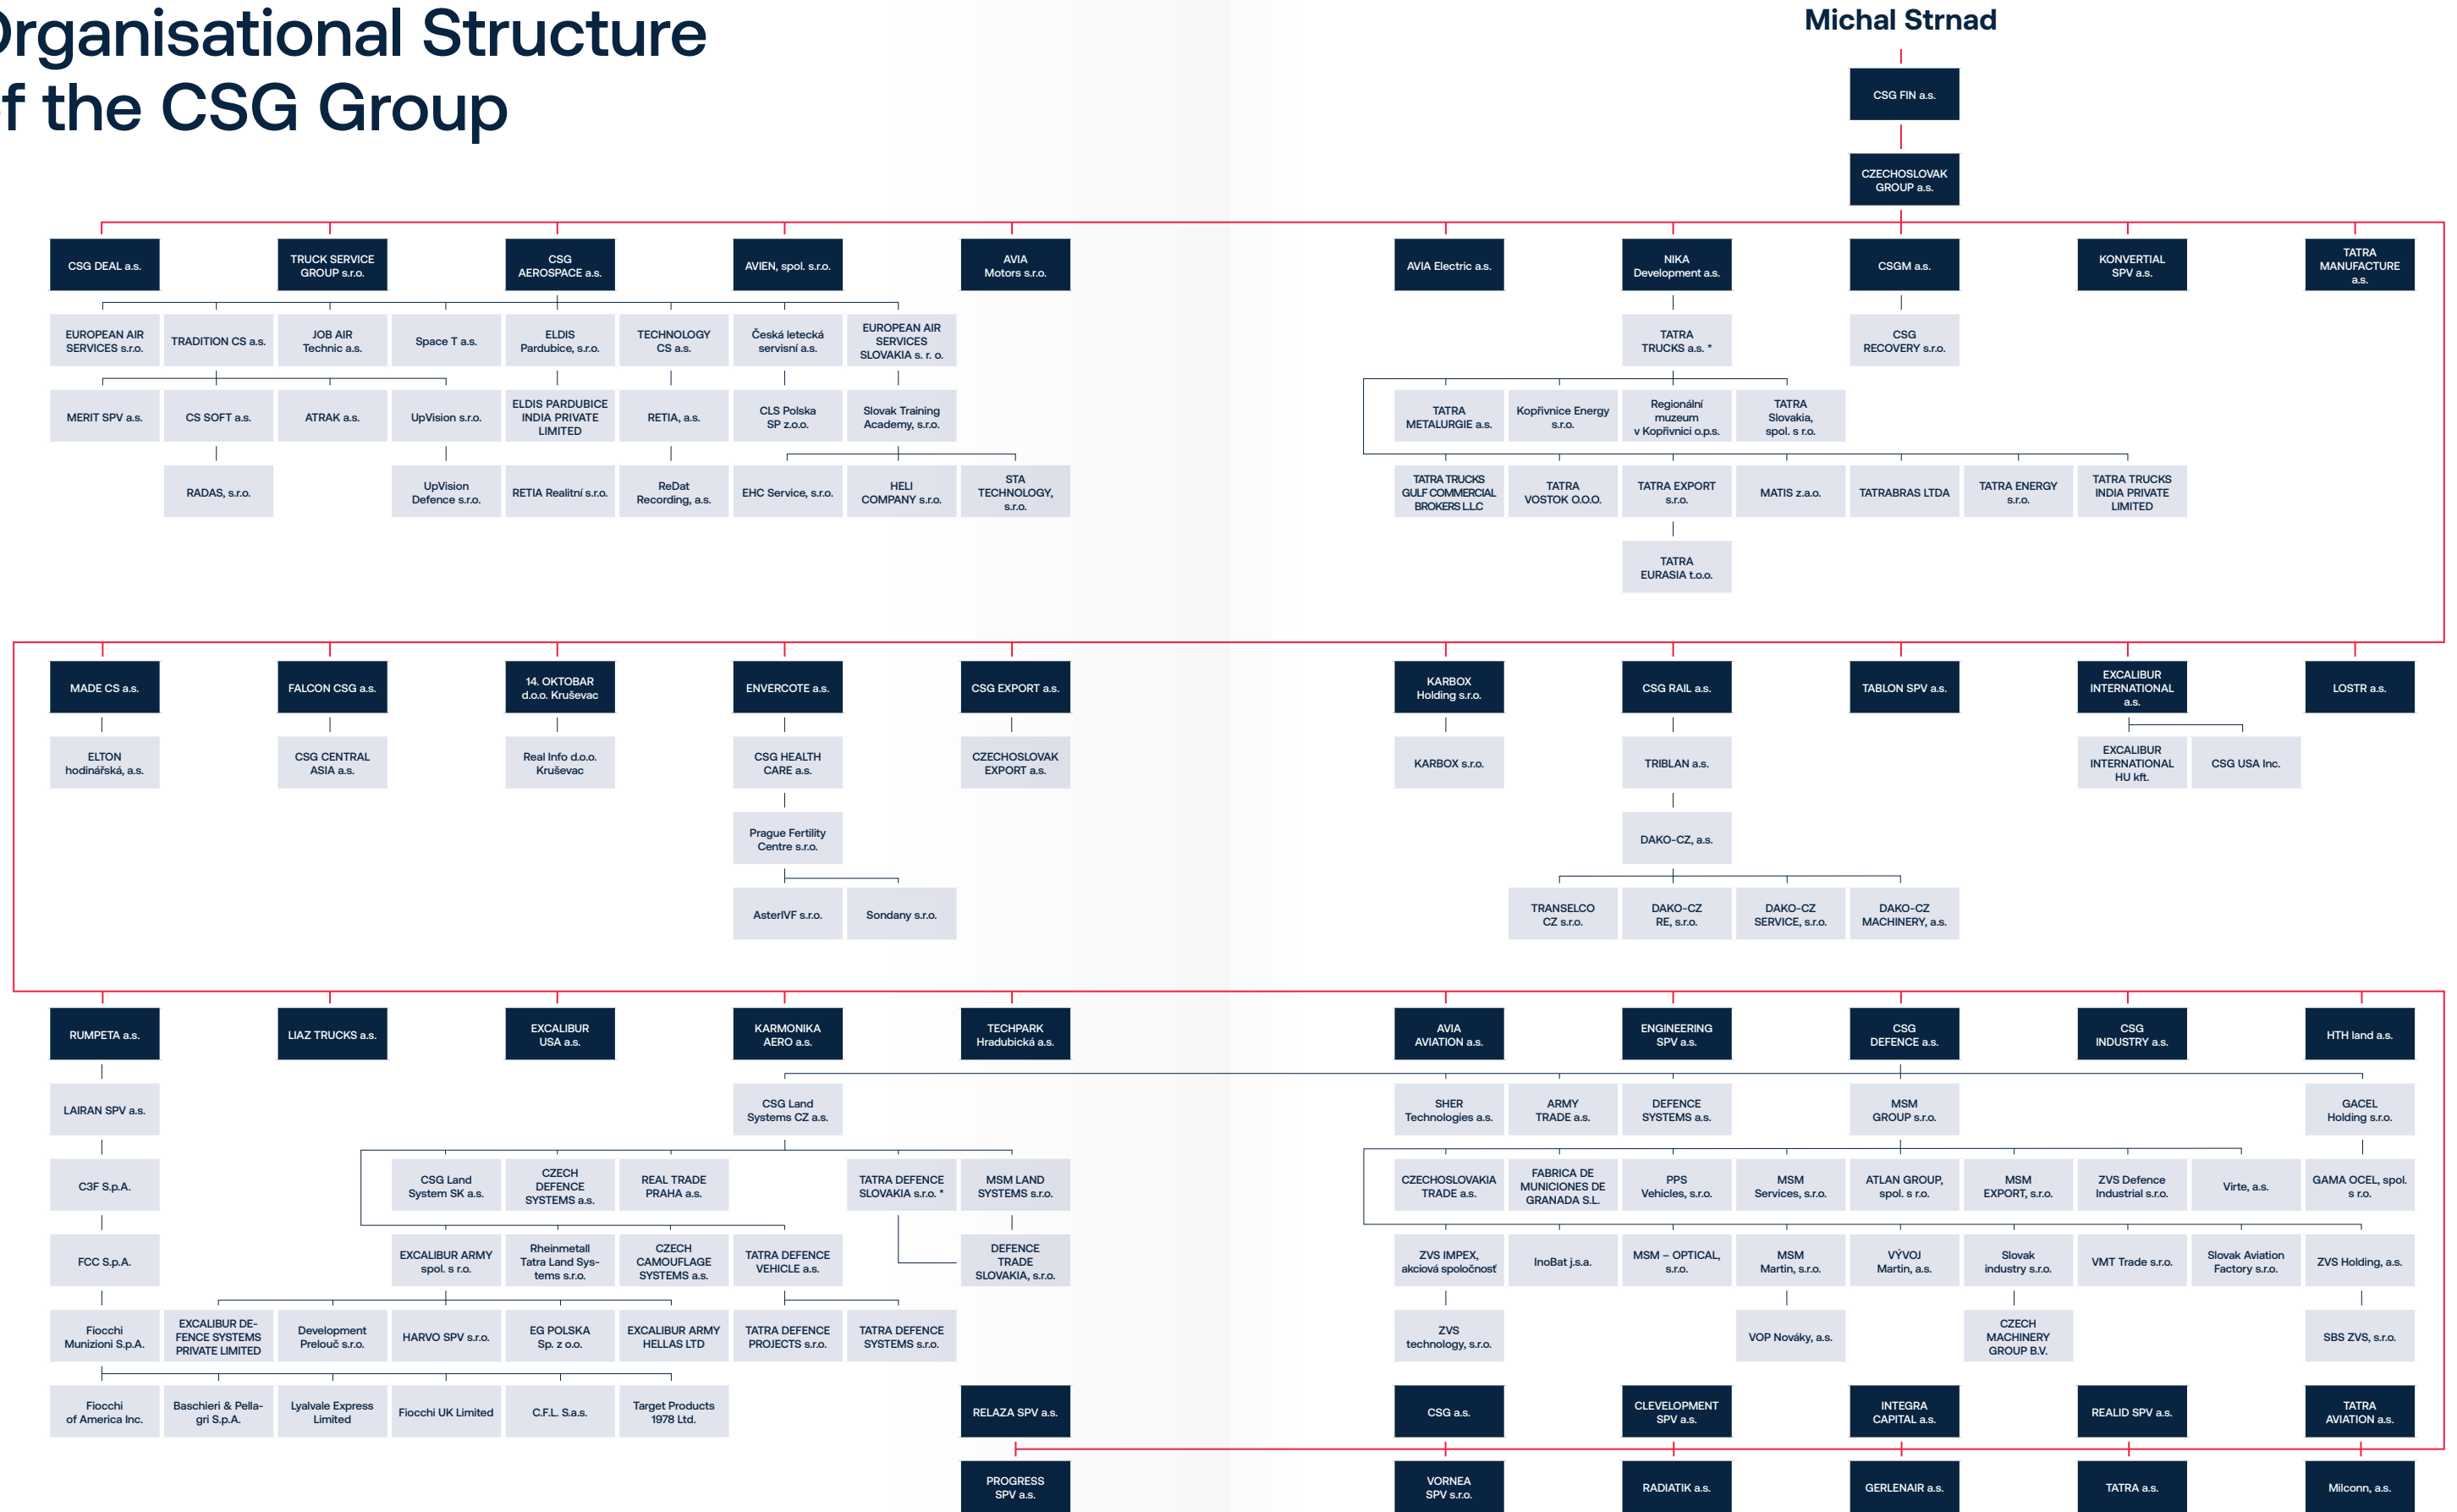 Organisational Structure
of the CSG Group
Michal Strnad
CSG FIN a.s.
CZECHOSLOVAK
GROUP a.s.
CSG DEAL a.s.
TRUCK SERVICE
GROUP s.r.o.
CSG
AEROSPACE a.s.
AVIEN, spol. s.r.o.
AVIA
Motors s.r.o.
AVIA Electric a.s.
NIKA
Development a.s.
CSGM a.s.
KONVERTIAL
SPV a.s.
TATRA
MANUFACTURE
a.s.
EUROPEAN AIR
SERVICES s.r.o.
TRADITION CS a.s.
JOB AIR
Technic a.s.
Space T a.s.
ELDIS
Pardubice, s.r.o.
TECHNOLOGY
CS a.s.
Česká letecká
servisní a.s.
EUROPEAN AIR
SERVICES
SLOVAKIA s. r. o.
TATRA
TRUCKS a.s. *
CSG
RECOVERY s.r.o.
MERIT SPV a.s.
CS SOFT a.s.
ATRAK a.s.
UpVision s.r.o.
ELDIS PARDUBICE
INDIA PRIVATE
LIMITED
RETIA, a.s.
CLS Polska
SP z.o.o.
Slovak Training
Academy, s.r.o.
TATRA
METALURGIE a.s.
Kopřivnice Energy
s.r.o.
Regionální
muzeum
v Kopřivnici o.p.s.
TATRA
Slovakia,
spol. s r.o.
RADAS, s.r.o.
UpVision
Defence s.r.o.
RETIA Realitní s.r.o.
ReDat
Recording, a.s.
EHC Service, s.r.o.
HELI
COMPANY s.r.o.
STA
TECHNOLOGY,
s.r.o.
TATRA TRUCKS
GULF COMMERCIAL
BROKERS L.L.C
TATRA
VOSTOK O.O.O.
TATRA EXPORT
s.r.o.
MATIS z.a.o.
TATRABRAS LTDA
TATRA ENERGY
s.r.o.
TATRA TRUCKS
INDIA PRIVATE
LIMITED
TATRA
EURASIA t.o.o.
MADE CS a.s.
FALCON CSG a.s.
14. OKTOBAR
d.o.o. Kruševac
ENVERCOTE a.s.
CSG EXPORT a.s.
KARBOX
Holding s.r.o.
CSG RAIL a.s.
TABLON SPV a.s.
EXCALIBUR
INTERNATIONAL
a.s.
LOSTR a.s.
ELTON
hodinářská, a.s.
CSG CENTRAL
ASIA a.s.
Real Info d.o.o.
Kruševac
CSG HEALTH
CARE a.s.
CZECHOSLOVAK
EXPORT a.s.
KARBOX s.r.o.
TRIBLAN a.s.
EXCALIBUR
INTERNATIONAL
HU kft.
CSG USA Inc.
Prague Fertility
Centre s.r.o.
DAKO-CZ, a.s.
AsterIVF s.r.o.
Sondany s.r.o.
TRANSELCO
CZ s.r.o.
DAKO-CZ
RE, s.r.o.
DAKO-CZ
SERVICE, s.r.o.
DAKO-CZ
MACHINERY, a.s.
RUMPETA a.s.
LIAZ TRUCKS a.s.
EXCALIBUR
USA a.s.
KARMONIKA
AERO a.s.
TECHPARK
Hradubická a.s.
AVIA
AVIATION a.s.
ENGINEERING
SPV a.s.
CSG
DEFENCE a.s.
CSG
INDUSTRY a.s.
HTH land a.s.
LAIRAN SPV a.s.
CSG Land
Systems CZ a.s.
SHER
Technologies a.s.
ARMY
TRADE a.s.
DEFENCE
SYSTEMS a.s.
MSM
GROUP s.r.o.
GACEL
Holding s.r.o.
C3F S.p.A.
CSG Land
System SK a.s.
CZECH
DEFENCE
SYSTEMS a.s.
REAL TRADE
PRAHA a.s.
TATRA DEFENCE
SLOVAKIA s.r.o. *
MSM LAND
SYSTEMS s.r.o.
CZECHOSLOVAKIA
TRADE a.s.
FABRICA DE
MUNICIONES DE
GRANADA S.L.
PPS
Vehicles, s.r.o.
MSM
Services, s.r.o.
ATLAN GROUP,
spol. s r.o.
MSM
EXPORT, s.r.o.
ZVS Defence
Industrial s.r.o.
Virte, a.s.
GAMA OCEL, spol.
s r.o.
FCC S.p.A.
EXCALIBUR ARMY
spol. s r.o.
Rheinmetall
Tatra Land Sys-
tems s.r.o.
CZECH
CAMOUFLAGE
SYSTEMS a.s.
TATRA DEFENCE
VEHICLE a.s.
DEFENCE
TRADE
SLOVAKIA, s.r.o.
ZVS IMPEX,
akciová spoločnosť
InoBat j.s.a.
MSM – OPTICAL,
s.r.o.
MSM
Martin, s.r.o.
VÝVOJ
Martin, a.s.
Slovak
industry s.r.o.
VMT Trade s.r.o.
Slovak Aviation
Factory s.r.o.
ZVS Holding, a.s.
Fiocchi
Munizioni S.p.A.
EXCALIBUR DE-
FENCE SYSTEMS
PRIVATE LIMITED
Development
Prelouč s.r.o.
HARVO SPV s.r.o.
EG POLSKA
Sp. z o.o.
EXCALIBUR ARMY
HELLAS LTD
TATRA DEFENCE
PROJECTS s.r.o.
TATRA DEFENCE
SYSTEMS s.r.o.
ZVS
technology, s.r.o.
VOP Nováky, a.s.
CZECH
MACHINERY
GROUP B.V.
SBS ZVS, s.r.o.
Fiocchi
of America Inc.
Baschieri & Pella-
gri S.p.A.
Lyalvale Express
Limited
Fiocchi UK Limited
C.F.L. S.a.s.
Target Products
1978 Ltd.
RELAZA SPV a.s.
CSG a.s.
CLEVELOPMENT
SPV a.s.
INTEGRA
CAPITAL a.s.
REALID SPV a.s.
TATRA
AVIATION a.s.
PROGRESS
SPV a.s.
VORNEA
SPV s.r.o.
RADIATIK a.s.
GERLENAIR a.s.
TATRA a.s.
Milconn, a.s.